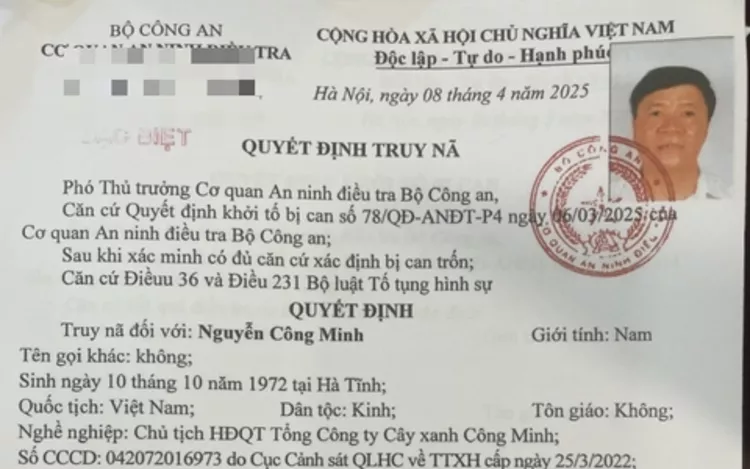 BỘ CÔNG AN
CƠ QUAN AN NINH ĐIỀU TRA
CỘNG HÒA XÃ HỘI CHỦ NGHĨA VIỆT NAM
Độc lập - Tự do - Hạnh phúc
Hà Nội, ngày 08 tháng 4 năm 2025
QUYẾT ĐỊNH TRUY NÃ
Phó Thủ trưởng Cơ quan An ninh điều tra Bộ Công an,
Căn cứ Quyết định khởi tố bị can số 78/QĐ-ANĐT-P4 ngày 06/03/2025 của
Cơ quan An ninh điều tra Bộ Công an;
Sau khi xác minh có đủ căn cứ xác định bị can trốn;
Căn cứ Điềuu 36 và Điều 231 Bộ luật Tố tụng hình sự
QUYẾT ĐỊNH
Truy nã đối với: Nguyễn Công Minh Giới tính: Nam
Tên gọi khác: không;
Sinh ngày 10 tháng 10 năm 1972 tại Hà Tĩnh;
Quốc tịch: Việt Nam; Dân tộc: Kinh; Tôn giáo: Không;
Nghề nghiệp: Chủ tịch HĐQT Tổng Công ty Cây xanh Công Minh;
Số CCCD: 042072016973 do Cục Cảnh sát QLHC về TTXH cấp ngày 25/3/2022;